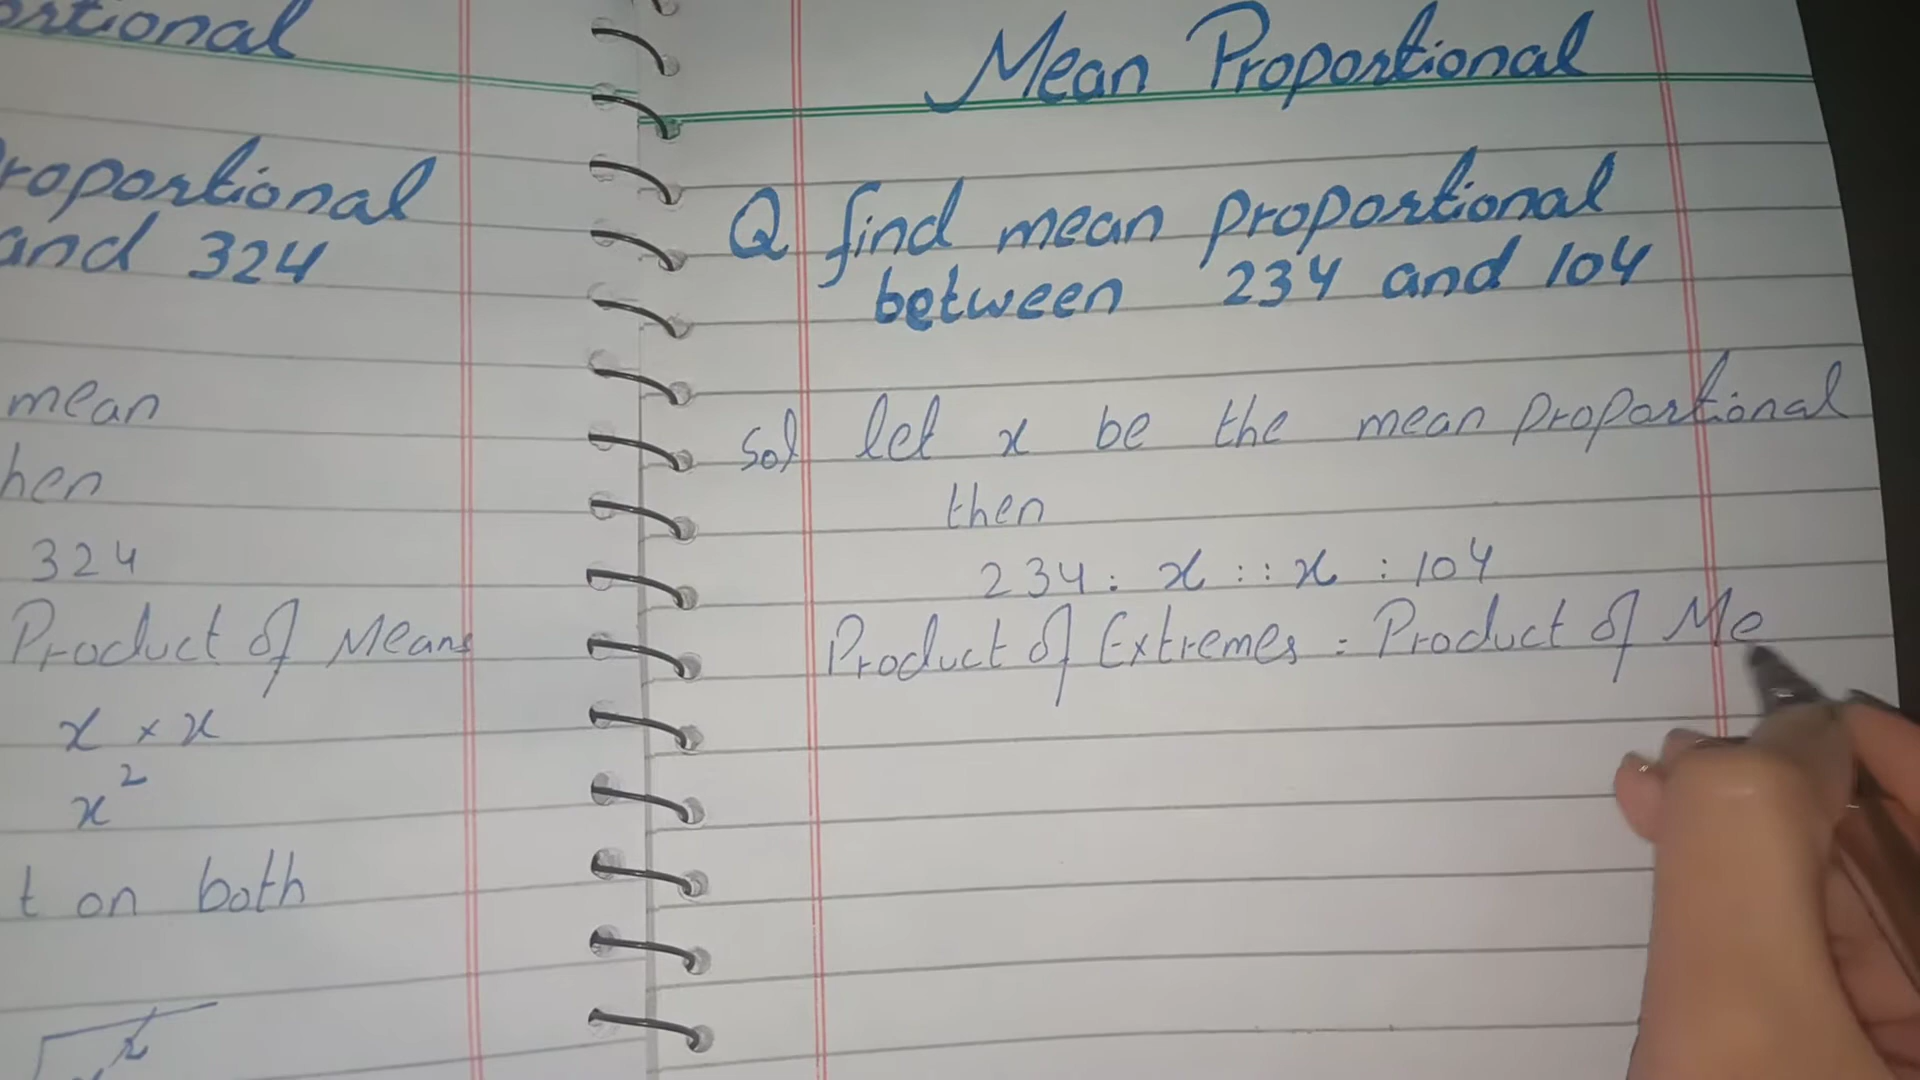 ortional
roportional
and 324
mean
hen
324
Product of Means
x × x
x²
t on both
x
Mean Proportional
Q find mean proportional
between 234 and 104
Sol let x be the mean proportional
then
234 : x :: x : 104
Product of Extremes = Product of Me